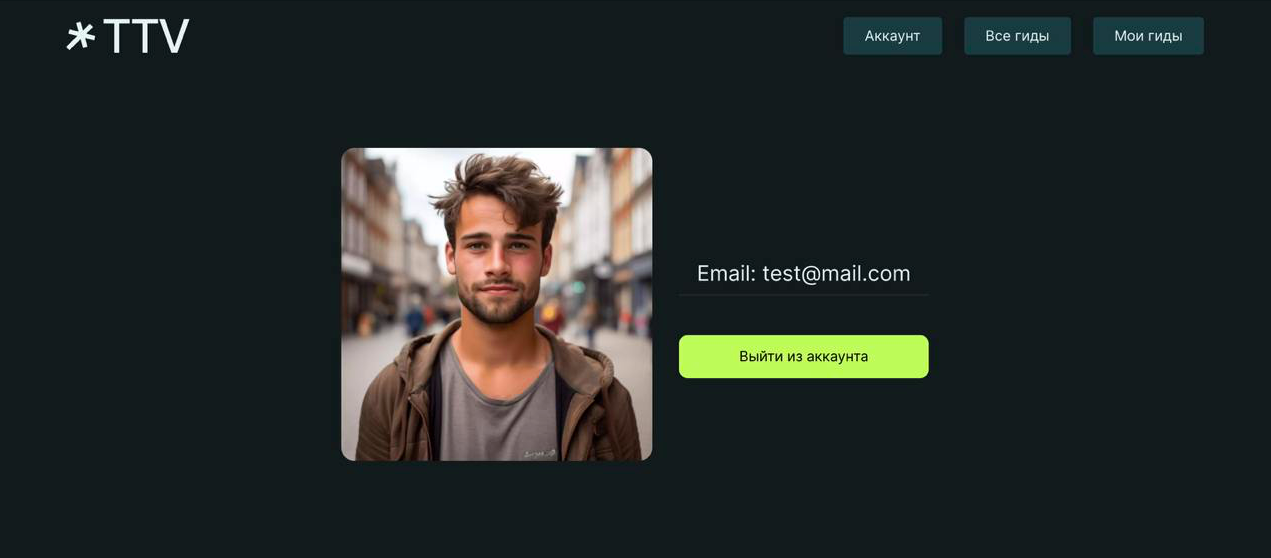 TTV
Аккаунт
Все гиды
Мои гиды
Email: test@mail.com
Выйти из аккаунта